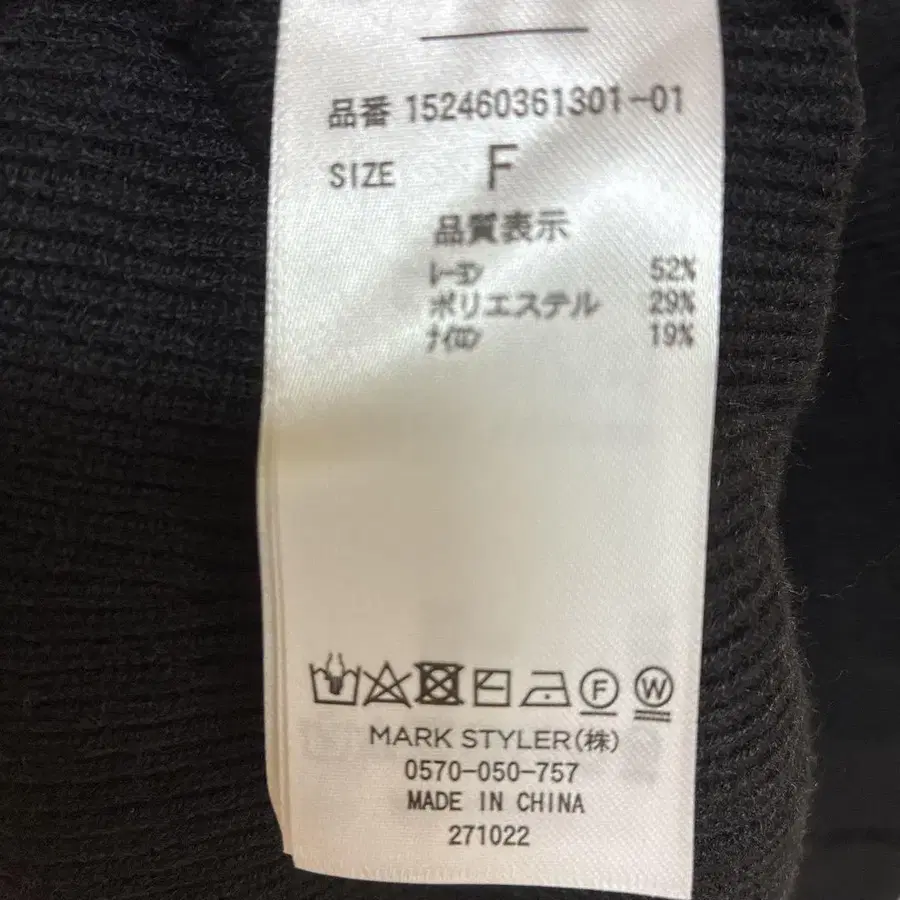 品番 152460361301-01
SIZE F
品質表示
レーヨン 52%
ポリエステル 29%
ナイロン 19%
F W
MARK STYLER(株)
0570-050-757
MADE IN CHINA
271022